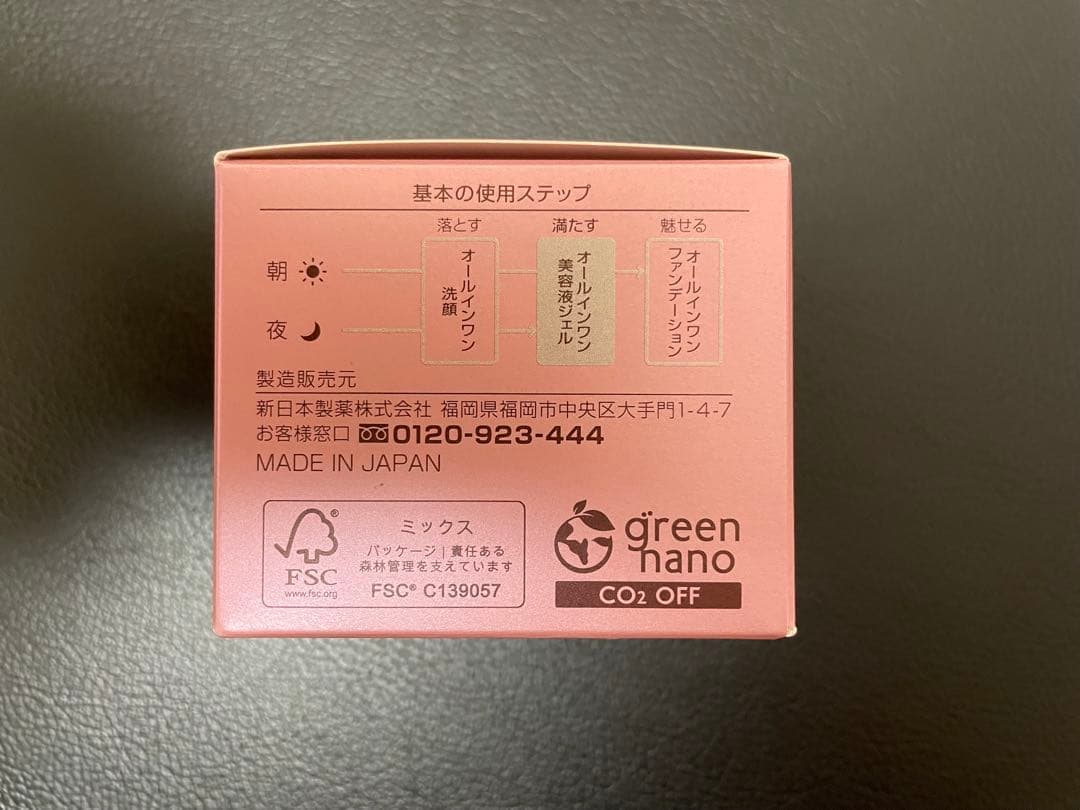 基本の使用ステップ
落とす 満たす 魅せる
朝
夜
オールインワン
洗顔
オールインワン
美容液ジェル
オールインワン
ファンデーション
製造販売元
新日本製薬株式会社 福岡県福岡市中央区大手門1-4-7
お客様窓口 0120-923-444
MADE IN JAPAN
FSC®
www.fsc.org
ミックス
パッケージ|責任ある
森林管理を支えています
FSC® C139057
green
nano
CO2 OFF